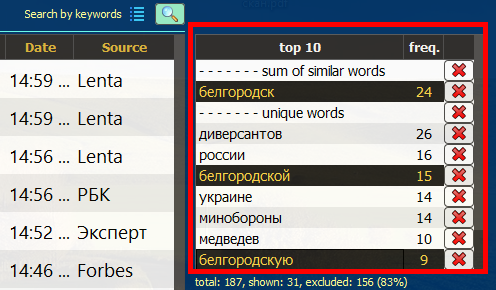 Search by keywords
Date Source
14:59 ... Lenta
14:59 ... Lenta
14:56 ... Lenta
14:56 ... РБК
14:52 ... Эксперт
14:46 ... Forbes
top 10 freq.
- - - - - - - sum of similar words
белгородск 24
- - - - - - - unique words
диверсантов 26
россии 16
белгородской 15
украине 14
минобороны 14
медведев 10
белгородскую 9
total: 187, shown: 31, excluded: 156 (83%)